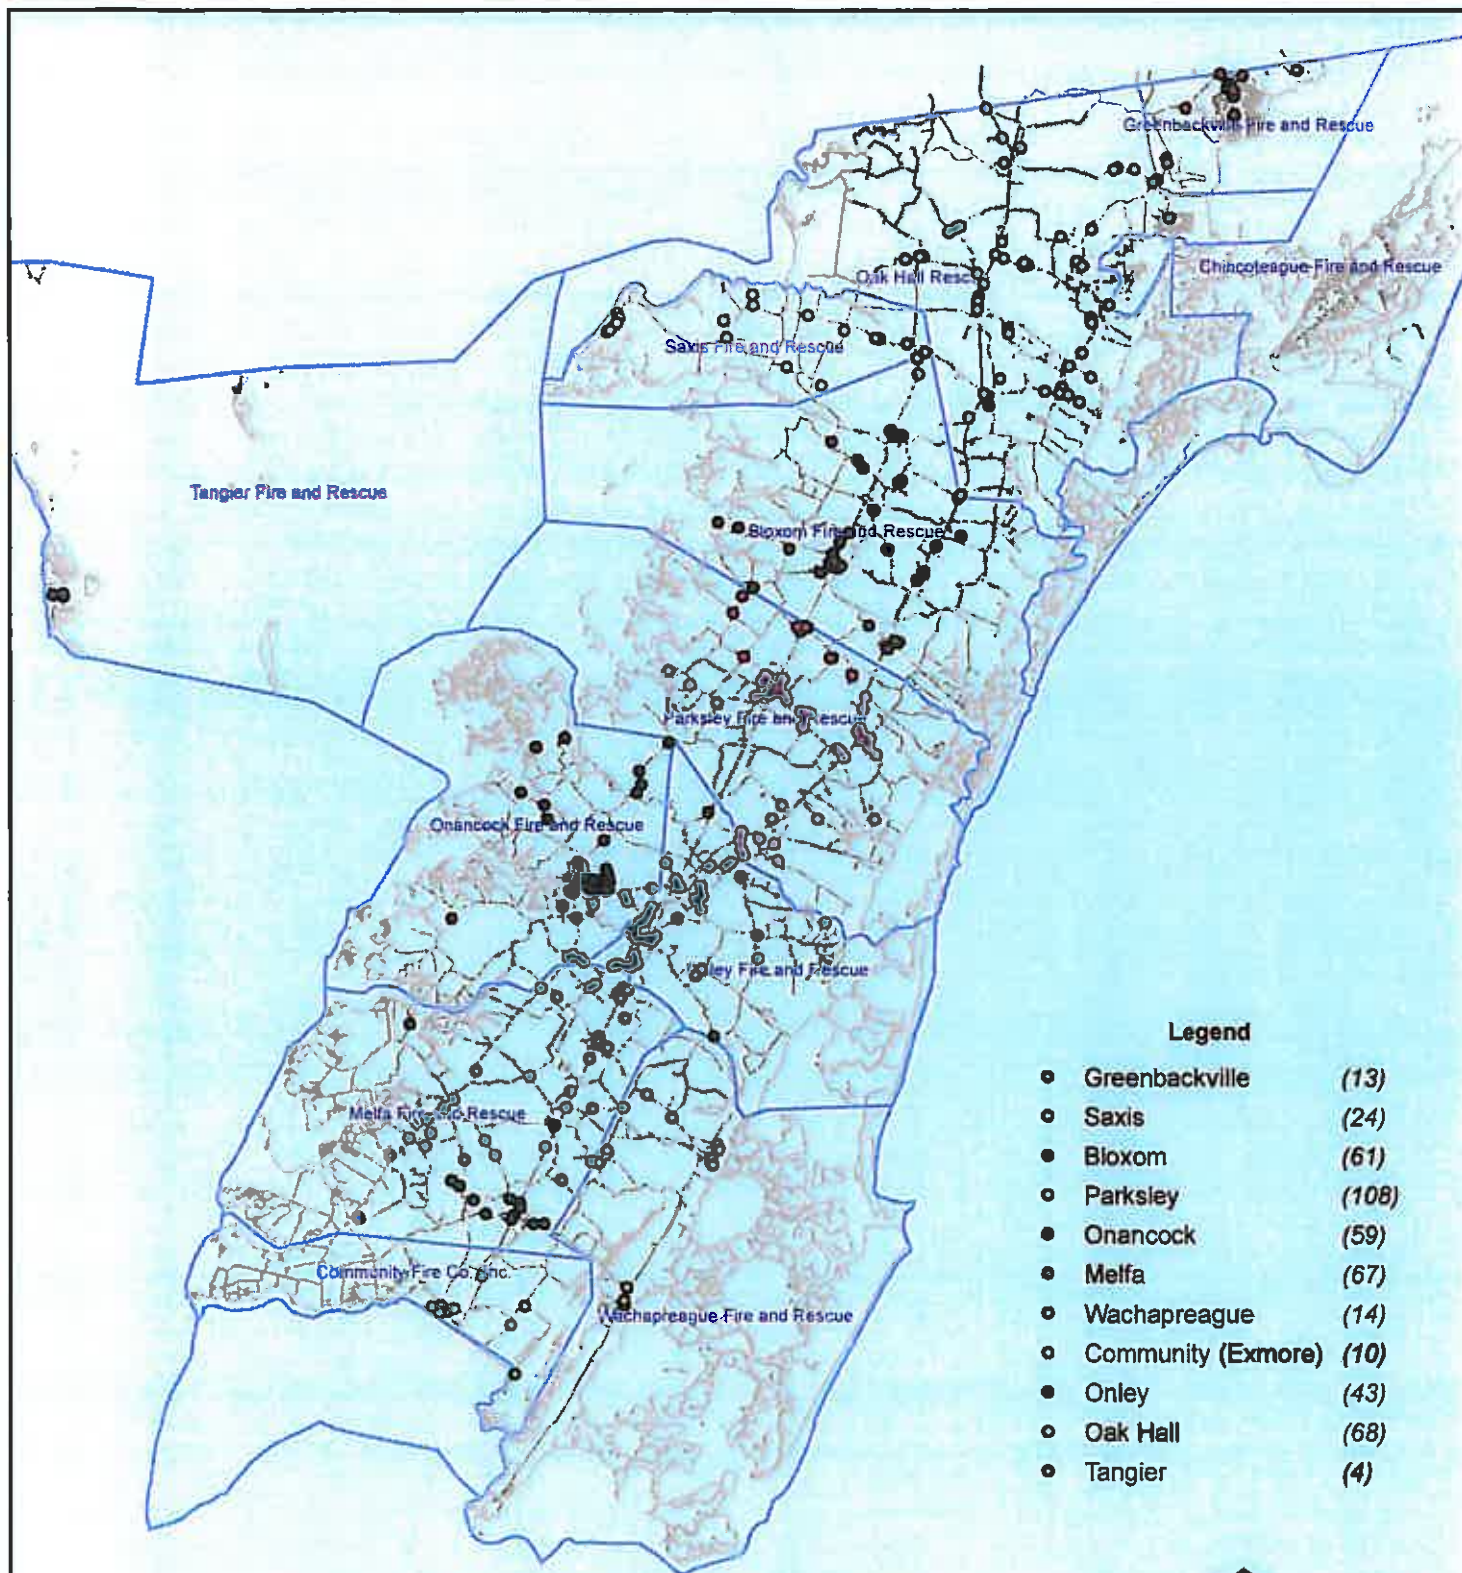 Greenbackville Fire and Rescue
Chincoteague Fire and Rescue
Oak Hall Rescue
Saxis Fire and Rescue
Tangier Fire and Rescue
Bloxom Fire and Rescue
Parksley Fire and Rescue
Onancock Fire and Rescue
Onley Fire and Rescue
Melfa Fire and Rescue
Community Fire Co. Inc.
Wachapreague Fire and Rescue
Legend
Greenbackville (13)
Saxis (24)
Bloxom (61)
Parksley (108)
Onancock (59)
Melfa (67)
Wachapreague (14)
Community (Exmore) (10)
Onley (43)
Oak Hall (68)
Tangier (4)